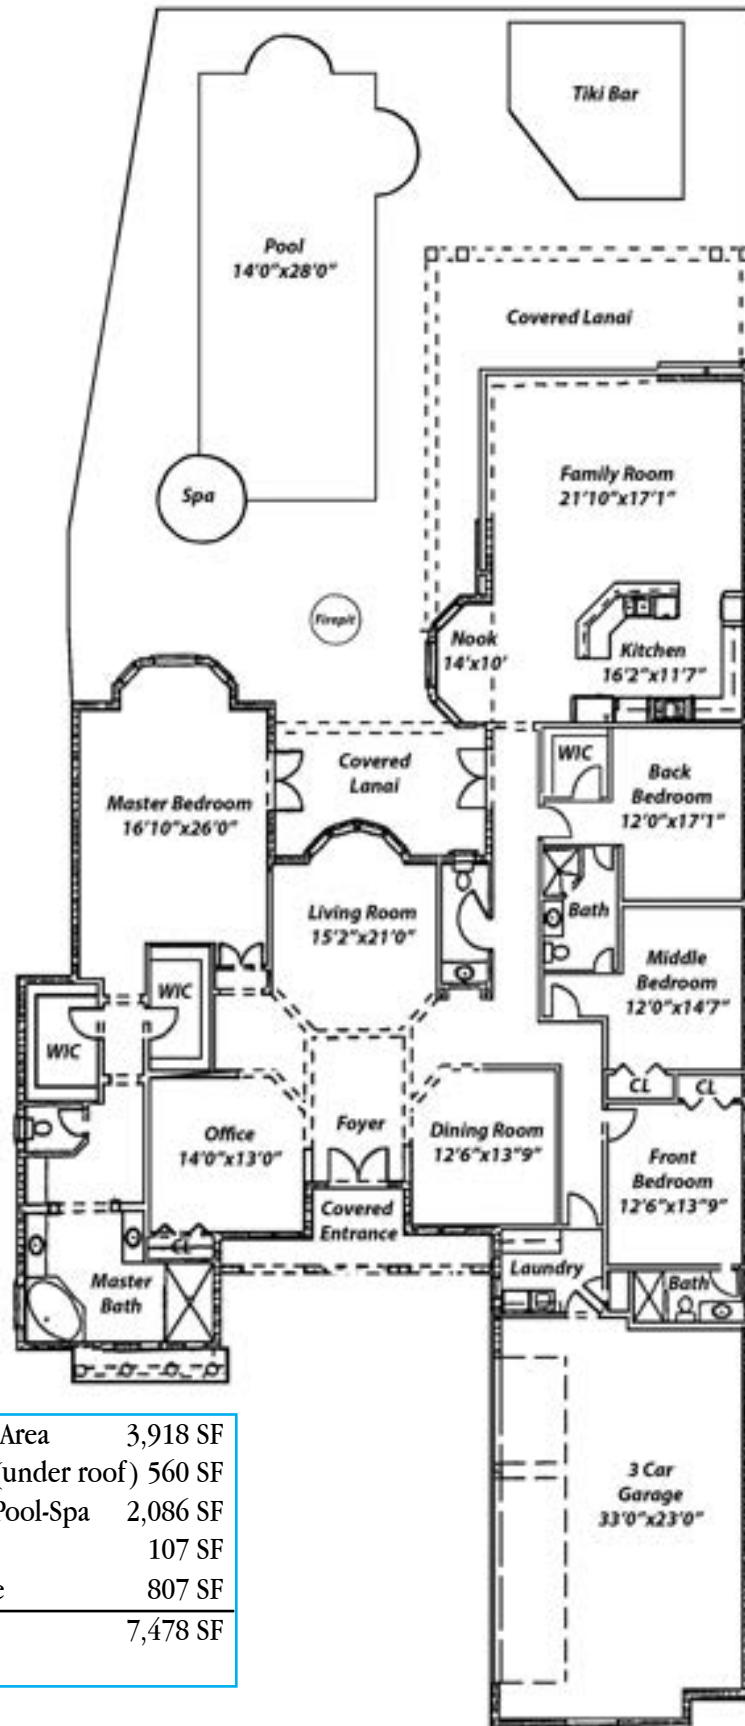 Tiki Bar
Pool
14'0"x28'0"
Covered Lanai
Family Room
21'10"x17'1"
Spa
Firepit
Nook
14'x10'
Kitchen
16'2"x11'7"
Covered
Lanai
WIC
Back
Bedroom
12'0"x17'1"
Master Bedroom
16'10"x26'0"
Living Room
15'2"x21'0"
Bath
Middle
Bedroom
12'0"x14'7"
WIC
WIC
CL
CL
Office
14'0"x13'0"
Foyer
Dining Room
12'6"x13"9"
Front
Bedroom
12'6"x13"9"
Covered
Entrance
CL
Master
Bath
Laundry
Bath
3 Car
Garage
33'0"x23'0"
Area 3,918 SF
(under roof) 560 SF
Pool-Spa 2,086 SF
107 SF
e 807 SF
7,478 SF